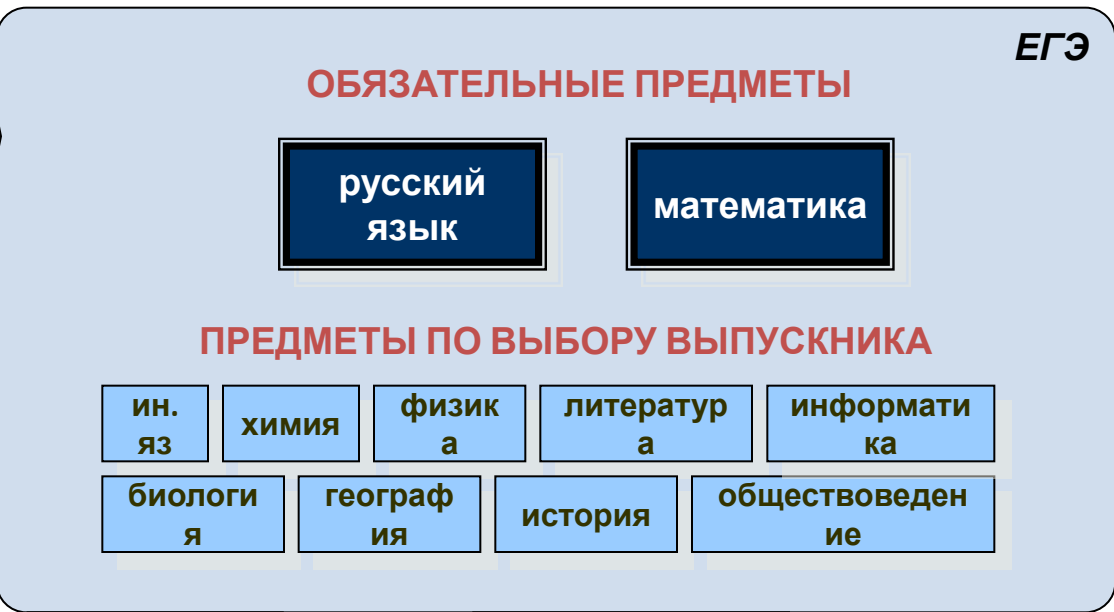 ЕГЭ
ОБЯЗАТЕЛЬНЫЕ ПРЕДМЕТЫ
русский
язык
математика
ПРЕДМЕТЫ ПО ВЫБОРУ ВЫПУСКНИКА
ин.
яз
химия
физик
а
литератур
а
информати
ка
биологи
я
географ
ия
история
обществоведен
ие